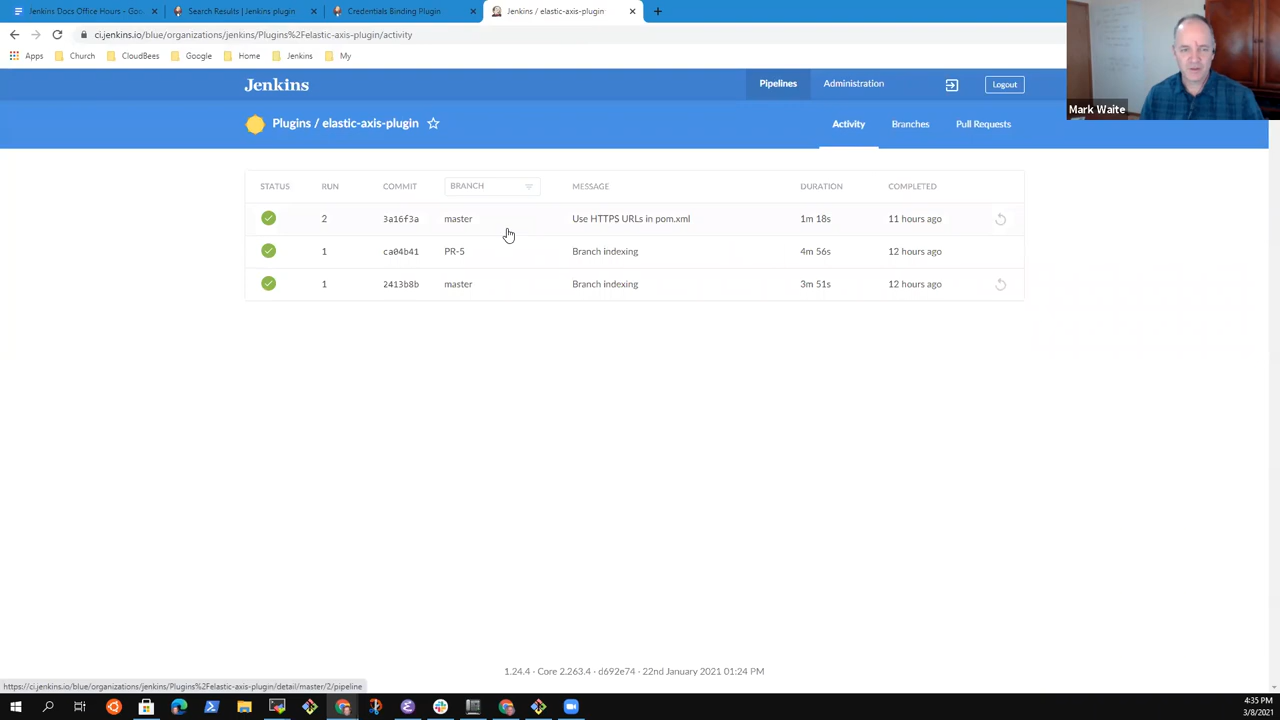 Jenkins Docs Office Hours - Goo
Search Results | Jenkins plugin
Credentials Binding Plugin
Jenkins / elastic-axis-plugin
ci.jenkins.io/blue/organizations/jenkins/Plugins%2Felastic-axis-plugin/activity
Apps Church CloudBees Google Home Jenkins My
Mark Waite
Jenkins
Pipelines Administration Logout
Plugins / elastic-axis-plugin
Activity Branches Pull Requests
STATUS RUN COMMIT BRANCH MESSAGE DURATION COMPLETED
2 3a16f3a master Use HTTPS URLs in pom.xml 1m 18s 11 hours ago
1 ca04b41 PR-5 Branch indexing 4m 56s 12 hours ago
1 2413b8b master Branch indexing 3m 51s 12 hours ago
1.24.4 · Core 2.263.4 · d692e74 · 22nd January 2021 01:24 PM
https://ci.jenkins.io/blue/organizations/jenkins/Plugins%2Felastic-axis-plugin/detail/master/2/pipeline
4:35 PM
3/8/2021